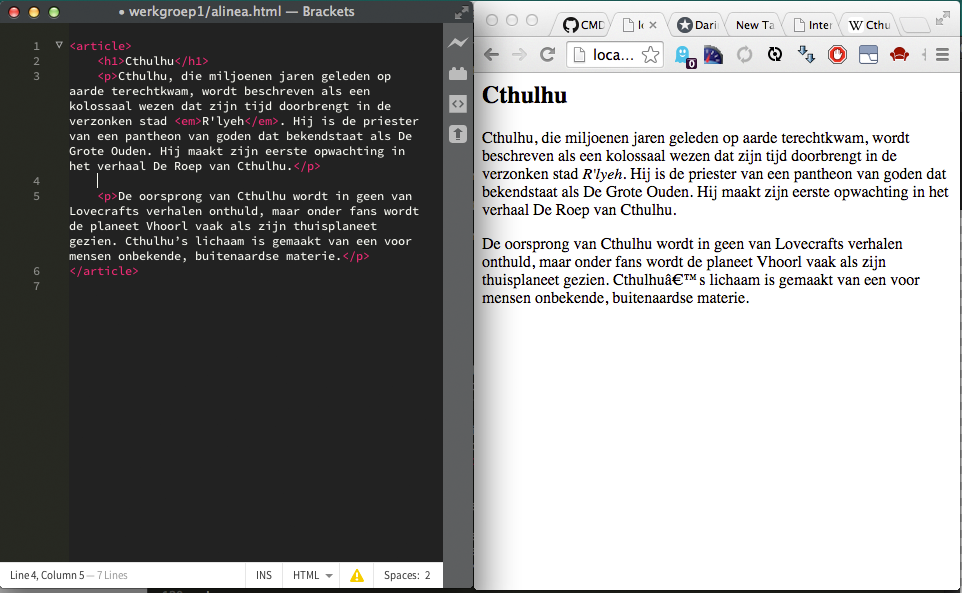 • werkgroep1/alinea.html — Brackets
1 <article>
2 <h1>Cthulhu</h1>
3 <p>Cthulhu, die miljoenen jaren geleden op
aarde terechtkwam, wordt beschreven als een
kolossaal wezen dat zijn tijd doorbrengt in de
verzonken stad <em>R'lyeh</em>. Hij is de priester
van een pantheon van goden dat bekendstaat als De
Grote Ouden. Hij maakt zijn eerste opwachting in
het verhaal De Roep van Cthulhu.</p>
4
5 <p>De oorsprong van Cthulhu wordt in geen van
Lovecrafts verhalen onthuld, maar onder fans wordt
de planeet Vhoorl vaak als zijn thuisplaneet
gezien. Cthulhu’s lichaam is gemaakt van een voor
mensen onbekende, buitenaardse materie.</p>
6 </article>
7
Line 4, Column 5 — 7 Lines INS HTML Spaces: 2
CMD lo Dari New Ta Inter W Cthu
loca... 0
Cthulhu
Cthulhu, die miljoenen jaren geleden op aarde terechtkwam, wordt
beschreven als een kolossaal wezen dat zijn tijd doorbrengt in de
verzonken stad R'lyeh. Hij is de priester van een pantheon van goden dat
bekendstaat als De Grote Ouden. Hij maakt zijn eerste opwachting in het
verhaal De Roep van Cthulhu.
De oorsprong van Cthulhu wordt in geen van Lovecrafts verhalen
onthuld, maar onder fans wordt de planeet Vhoorl vaak als zijn
thuisplaneet gezien. Cthulhuâ€™s lichaam is gemaakt van een voor
mensen onbekende, buitenaardse materie.